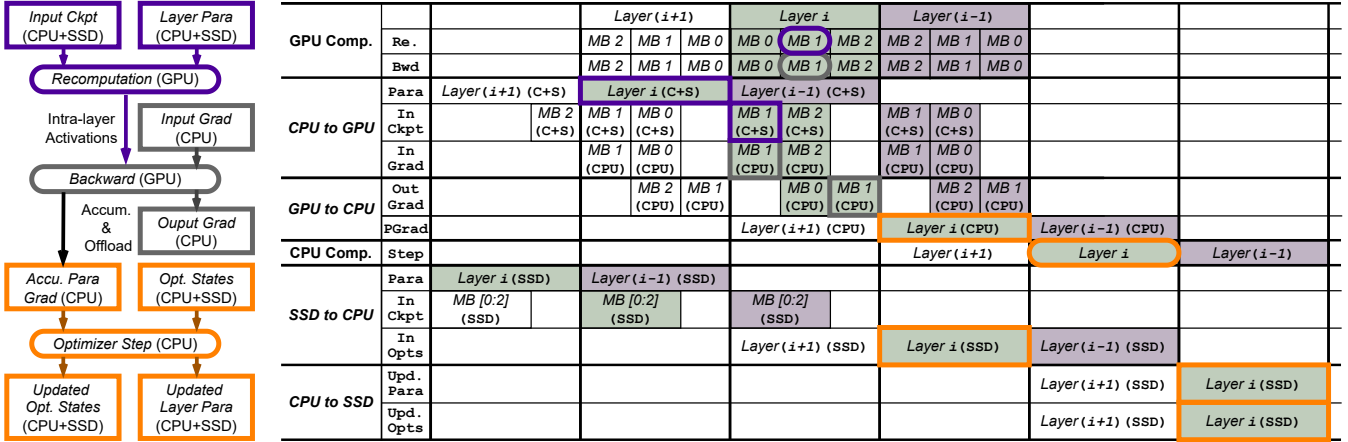 Input Ckpt
(CPU+SSD)
Layer Para
(CPU+SSD)
Recomputation (GPU)
Intra-layer
Activations
Input Grad
(CPU)
Backward (GPU)
Accum.
&
Offload
Ouput Grad
(CPU)
Accu. Para
Grad (CPU)
Opt. States
(CPU+SSD)
Optimizer Step (CPU)
Updated
Opt. States
(CPU+SSD)
Updated
Layer Para
(CPU+SSD)
Layer(i+1) Layer i Layer(i-1)
GPU Comp. Re. MB 2 MB 1 MB 0 MB 0 MB 1 MB 2 MB 2 MB 1 MB 0
Bwd MB 2 MB 1 MB 0 MB 0 MB 1 MB 2 MB 2 MB 1 MB 0
CPU to GPU
Para Layer(i+1) (C+S) Layer i (C+S) Layer(i-1) (C+S)
In MB 2 MB 1 MB 0 MB 1 MB 2 MB 1 MB 0
Ckpt (C+S) (C+S) (C+S) (C+S) (C+S) (C+S) (C+S)
In MB 1 MB 0 MB 1 MB 2 MB 1 MB 0
Grad (CPU) (CPU) (CPU) (CPU) (CPU) (CPU)
GPU to CPU
Out MB 2 MB 1 MB 0 MB 1 MB 2 MB 1
Grad (CPU) (CPU) (CPU) (CPU) (CPU) (CPU)
PGrad Layer(i+1) (CPU) Layer i (CPU) Layer(i-1) (CPU)
CPU Comp. Step Layer(i+1) Layer i Layer(i-1)
SSD to CPU
Para Layer i (SSD) Layer(i-1) (SSD)
In MB [0:2] MB [0:2] MB [0:2]
Ckpt (SSD) (SSD) (SSD)
In
Opts Layer(i+1) (SSD) Layer i (SSD) Layer(i-1) (SSD)
CPU to SSD
Upd.
Para Layer(i+1) (SSD) Layer i (SSD)
Upd.
Opts Layer(i+1) (SSD) Layer i (SSD)